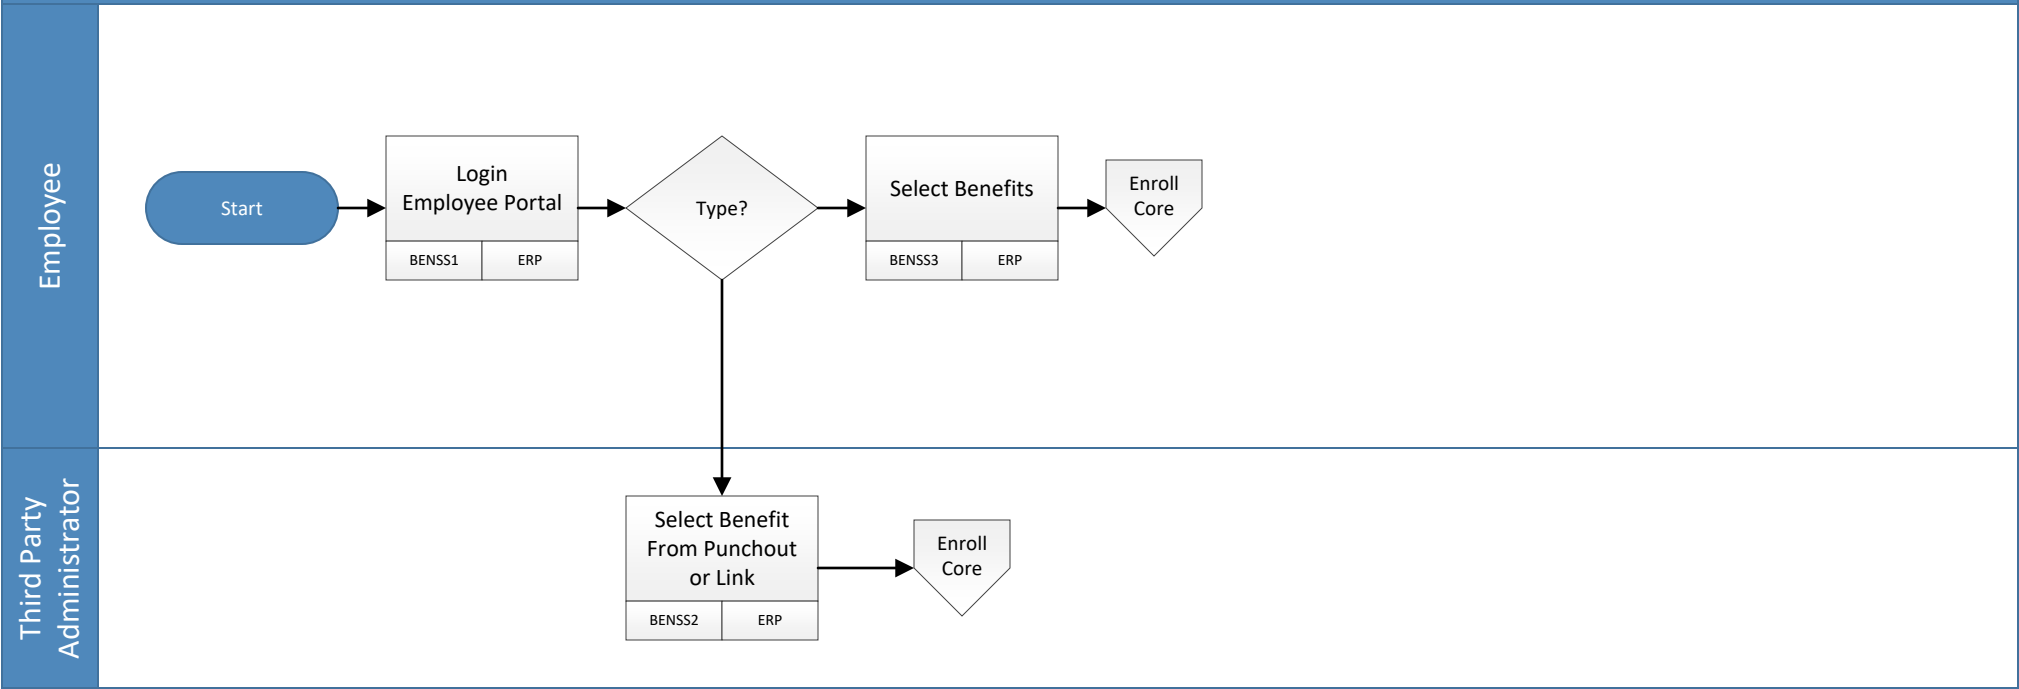 Employee
Start
Login
Employee Portal
BENSS1
ERP
Type?
Select Benefits
BENSS3
ERP
Enroll
Core
Third Party
Administrator
Select Benefit
From Punchout
or Link
BENSS2
ERP
Enroll
Core